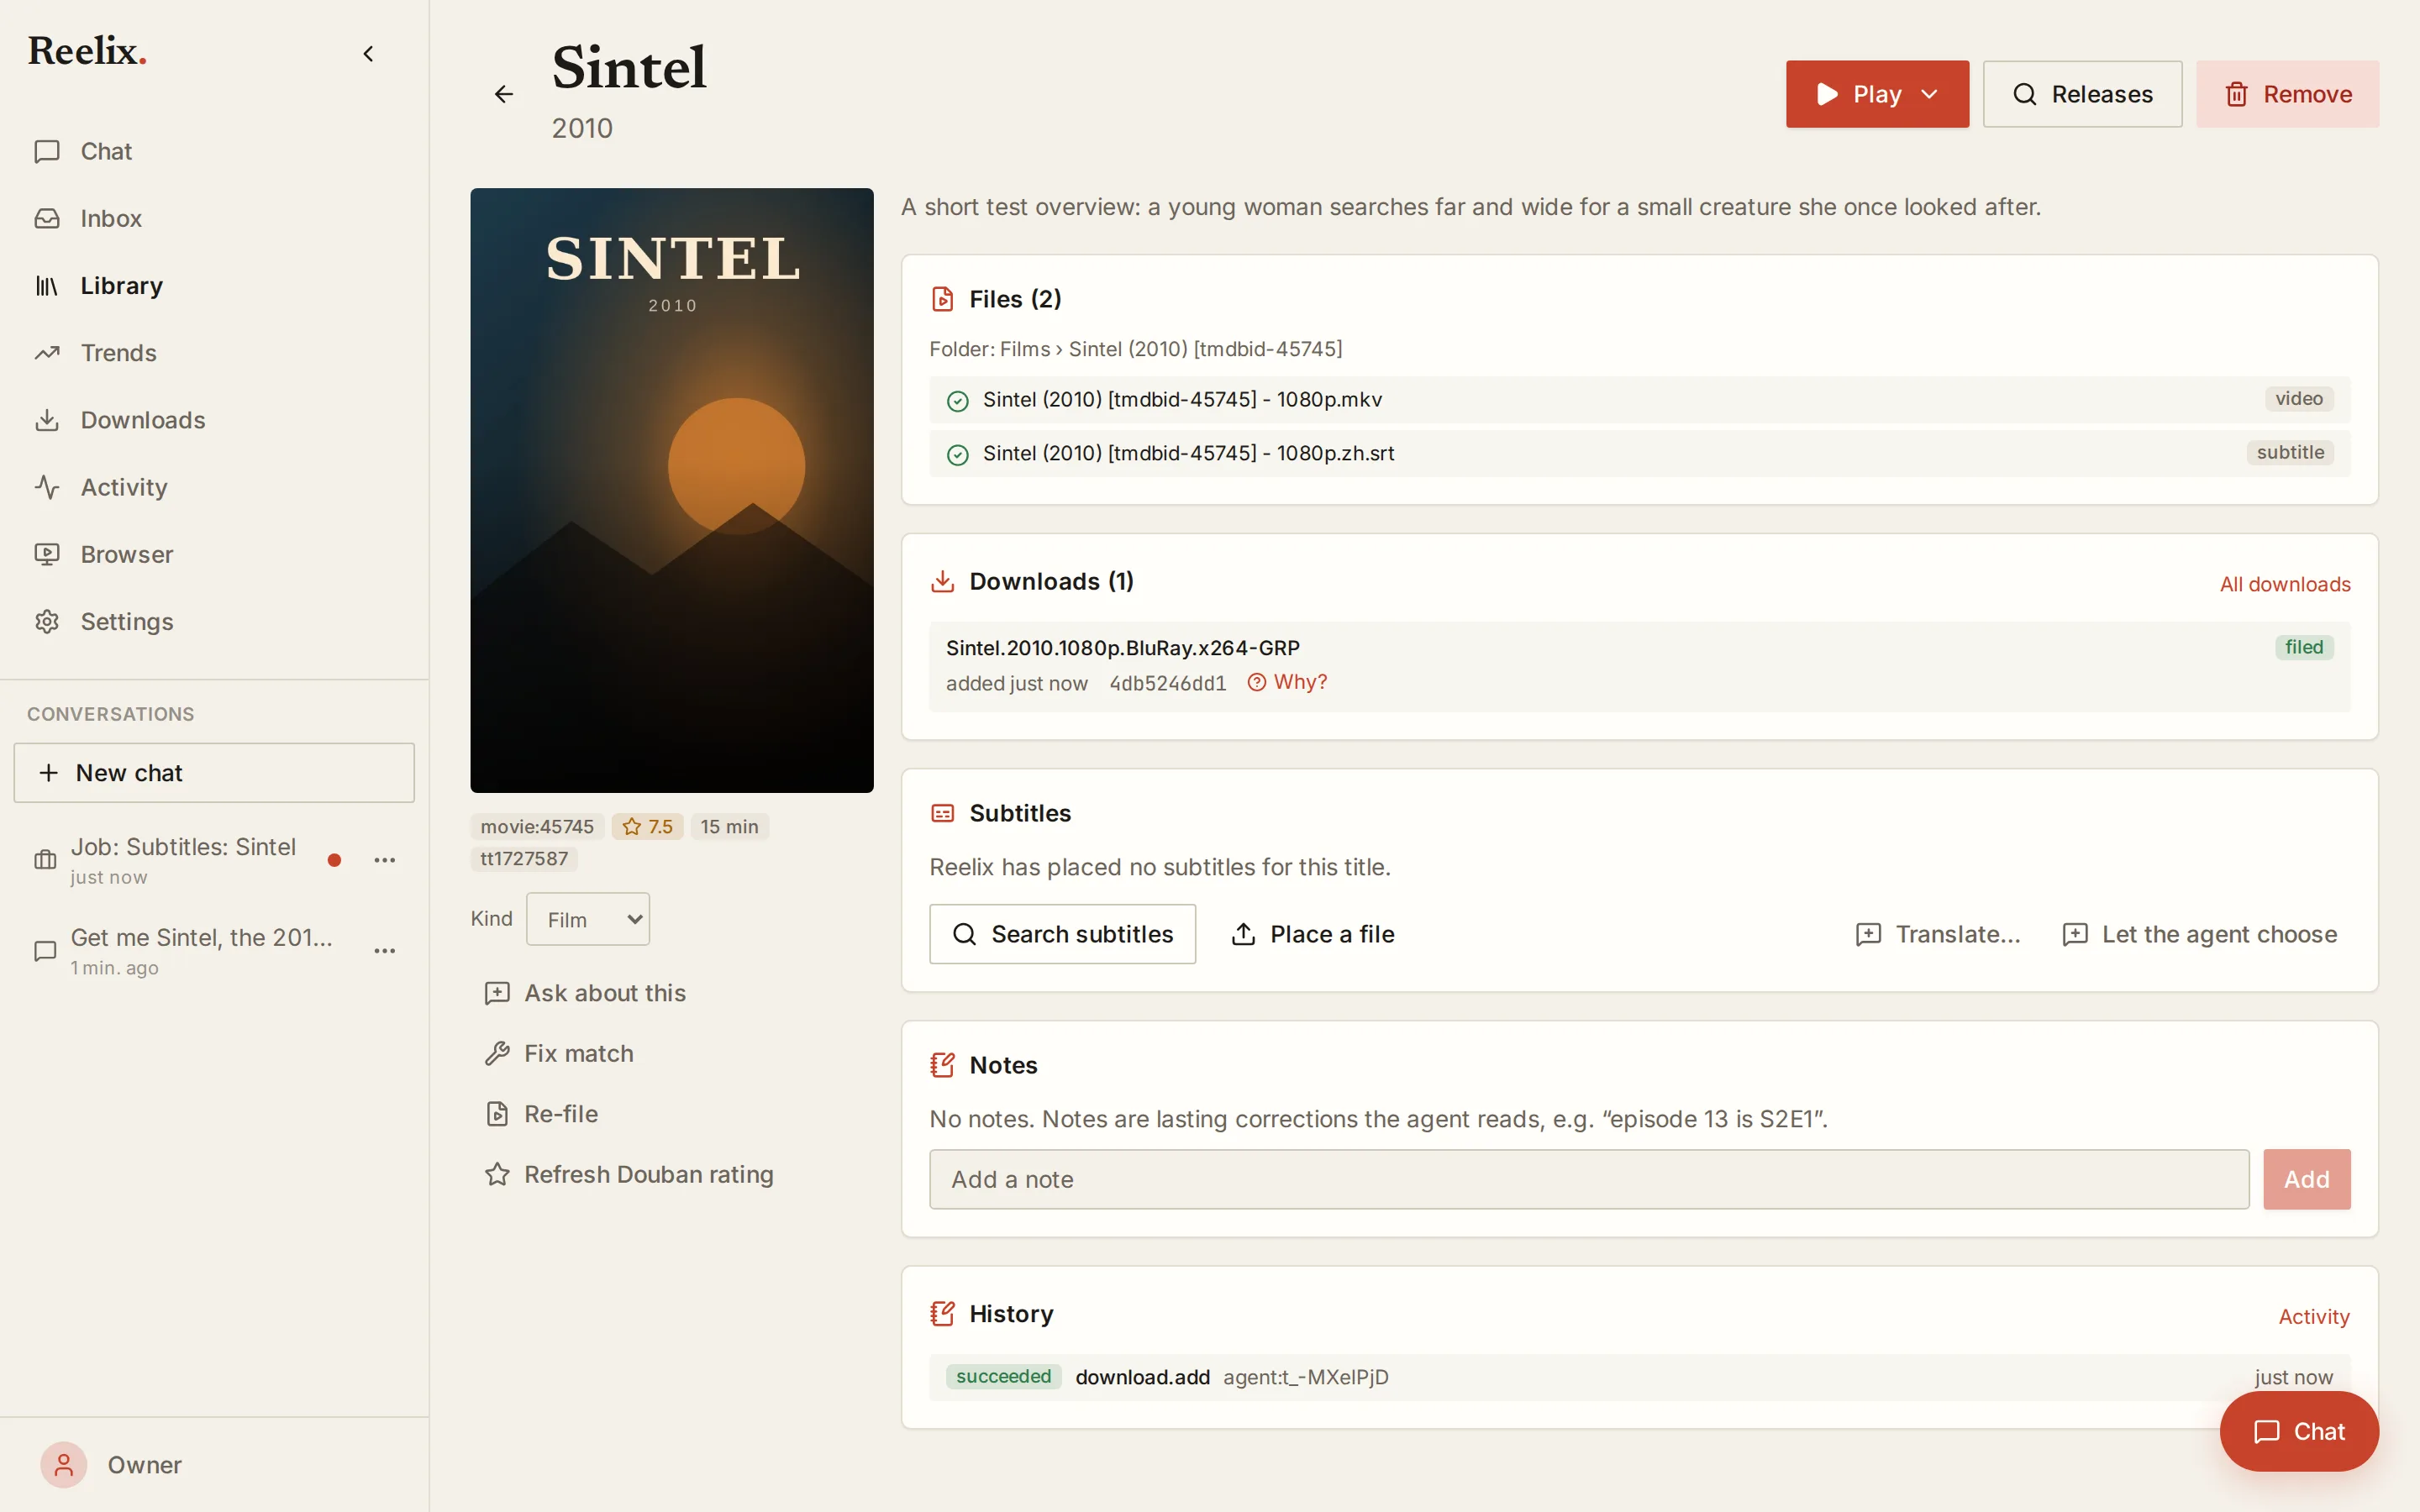 Reelix.
Chat
Inbox
Library
Trends
Downloads
Activity
Browser
Settings
CONVERSATIONS
New chat
Job: Subtitles: Sintel
just now
Get me Sintel, the 201...
1 min. ago
Owner
Sintel
2010
Play
Releases
Remove
SINTEL
2010
movie:45745
7.5
15 min
tt1727587
Kind
Film
Ask about this
Fix match
Re-file
Refresh Douban rating
A short test overview: a young woman searches far and wide for a small creature she once looked after.
Files (2)
Folder: Films › Sintel (2010) [tmdbid-45745]
Sintel (2010) [tmdbid-45745] - 1080p.mkv
video
Sintel (2010) [tmdbid-45745] - 1080p.zh.srt
subtitle
Downloads (1)
All downloads
Sintel.2010.1080p.BluRay.x264-GRP
filed
added just now 4db5246dd1 Why?
Subtitles
Reelix has placed no subtitles for this title.
Search subtitles
Place a file
Translate...
Let the agent choose
Notes
No notes. Notes are lasting corrections the agent reads, e.g. “episode 13 is S2E1”.
Add a note
Add
History
Activity
succeeded download.add agent:t_-MXelPjD
just now
Chat